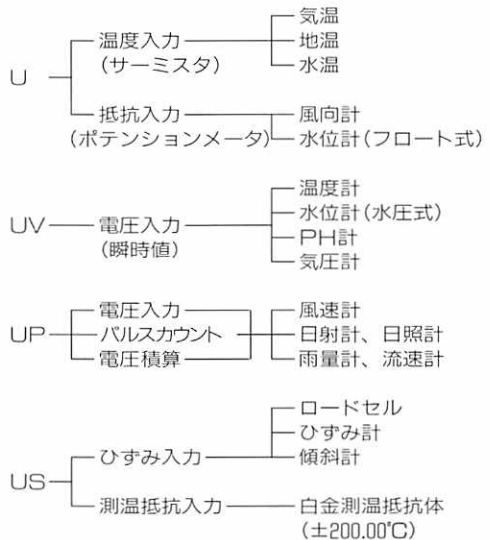 気温
温度入力 地温
(サーミスタ) 水温
U
抵抗入力 風向計
(ポテンションメータ) 水位計(フロート式)
温度計
水位計(水圧式)
UV 電圧入力
(瞬時値) PH計
気圧計
電圧入力 風速計
UP パルスカウント 日射計、日照計
電圧積算 雨量計、流速計
ロードセル
ひずみ計
ひずみ入力 傾斜計
US
測温抵抗入力 白金測温抵抗体
(±200.00℃)